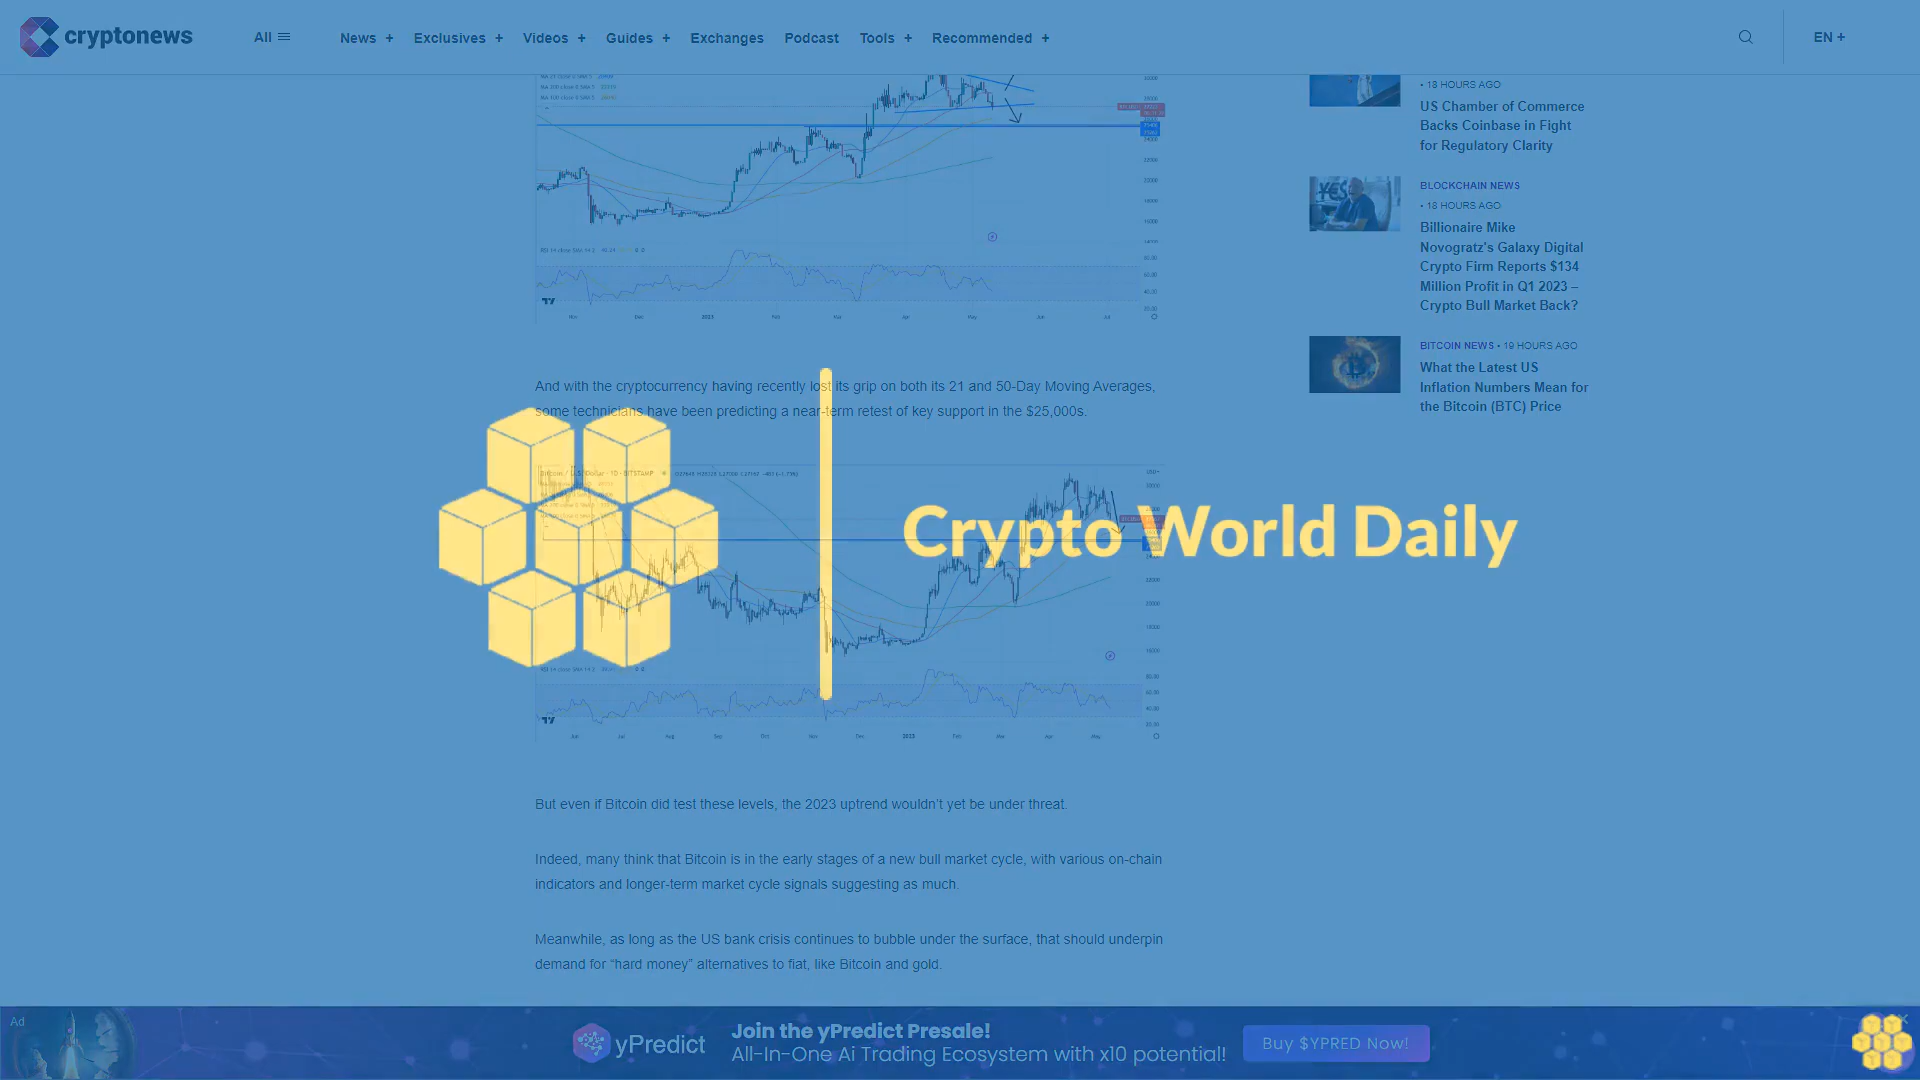 cryptonews
All
News +
Exclusives +
Videos +
Guides +
Exchanges
Podcast
Tools +
Recommended +
EN +
• 18 HOURS AGO
US Chamber of Commerce
Backs Coinbase in Fight
for Regulatory Clarity
BLOCKCHAIN NEWS
• 18 HOURS AGO
Billionaire Mike
Novogratz's Galaxy Digital
Crypto Firm Reports $134
Million Profit in Q1 2023 –
Crypto Bull Market Back?
BITCOIN NEWS • 19 HOURS AGO
What the Latest US
Inflation Numbers Mean for
the Bitcoin (BTC) Price
And with the cryptocurrency having recently lost its grip on both its 21 and 50-Day Moving Averages,
some technicians have been predicting a near-term retest of key support in the $25,000s.
Crypto World Daily
But even if Bitcoin did test these levels, the 2023 uptrend wouldn't yet be under threat.
Indeed, many think that Bitcoin is in the early stages of a new bull market cycle, with various on-chain
indicators and longer-term market cycle signals suggesting as much.
Meanwhile, as long as the US bank crisis continues to bubble under the surface, that should underpin
demand for “hard money” alternatives to fiat, like Bitcoin and gold.
Ad
yPredict
Join the yPredict Presale!
All-In-One Ai Trading Ecosystem with x10 potential!
Buy $YPRED Now!